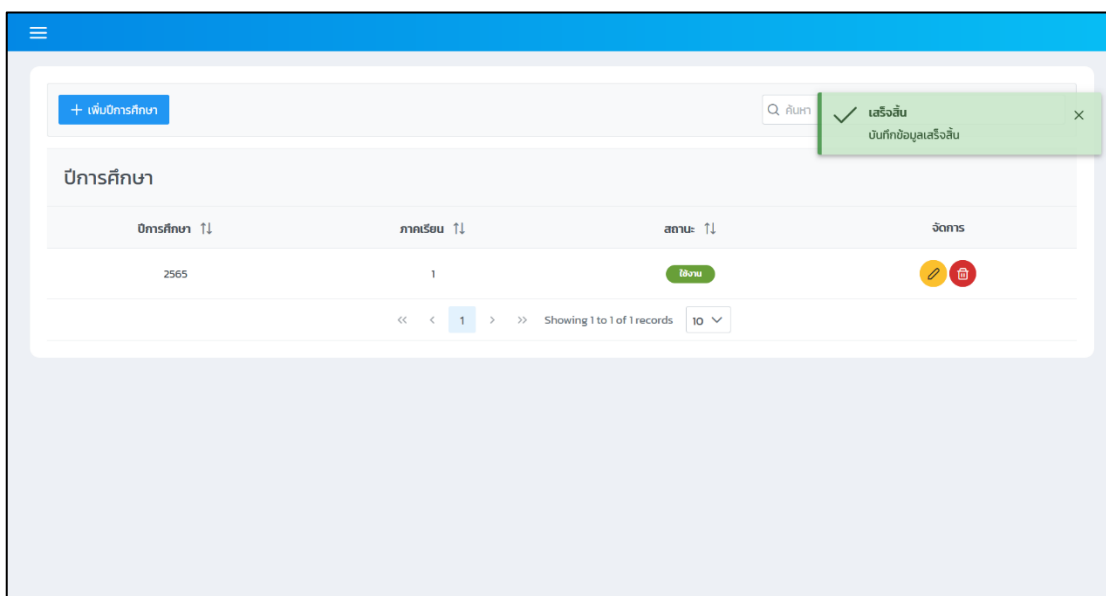 เพิ่มปีการศึกษา
ค้นหา
เสร็จสิ้น
บันทึกข้อมูลเสร็จสิ้น
ปีการศึกษา
ปีการศึกษา ภาคเรียน สถานะ จัดการ
2565 1 ใช้งาน
1 Showing 1 to 1 of 1 records 10